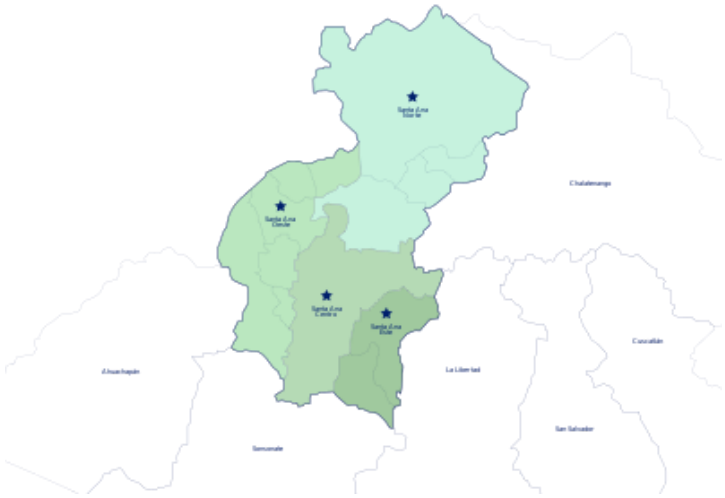 Santa Ana
Norte
Chalatenango
Santa Ana
Oeste
Santa Ana
Centro
Santa Ana
Este
Cuscatlán
Ahuachapán
La Libertad
San Salvador
Sonsonate